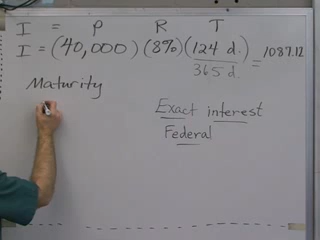 I = P R T
I = (40,000) (8%) (124 d. / 365 d.) = 1087.12
Maturity
Exact interest
Federal